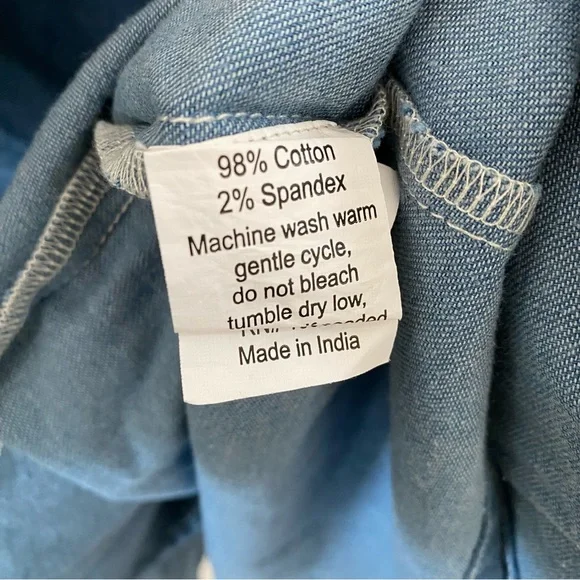 98% Cotton
2% Spandex
Machine wash warm
gentle cycle,
do not bleach
tumble dry low,
Made in India